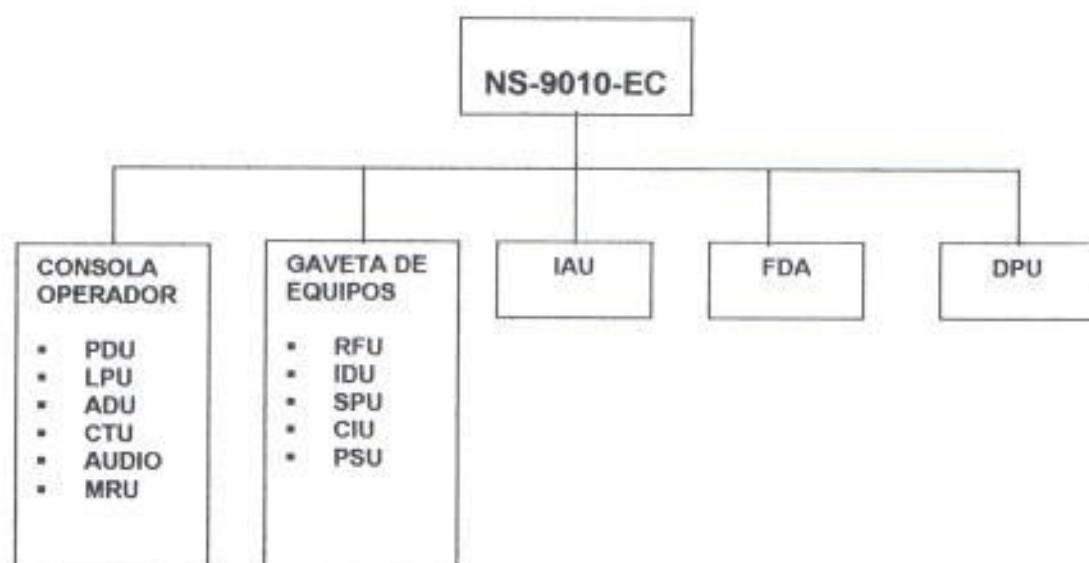 NS-9010-EC
CONSOLA
OPERADOR
▪ PDU
▪ LPU
▪ ADU
▪ CTU
▪ AUDIO
▪ MRU
GAVETA DE
EQUIPOS
▪ RFU
▪ IDU
▪ SPU
▪ CIU
▪ PSU
IAU
FDA
DPU